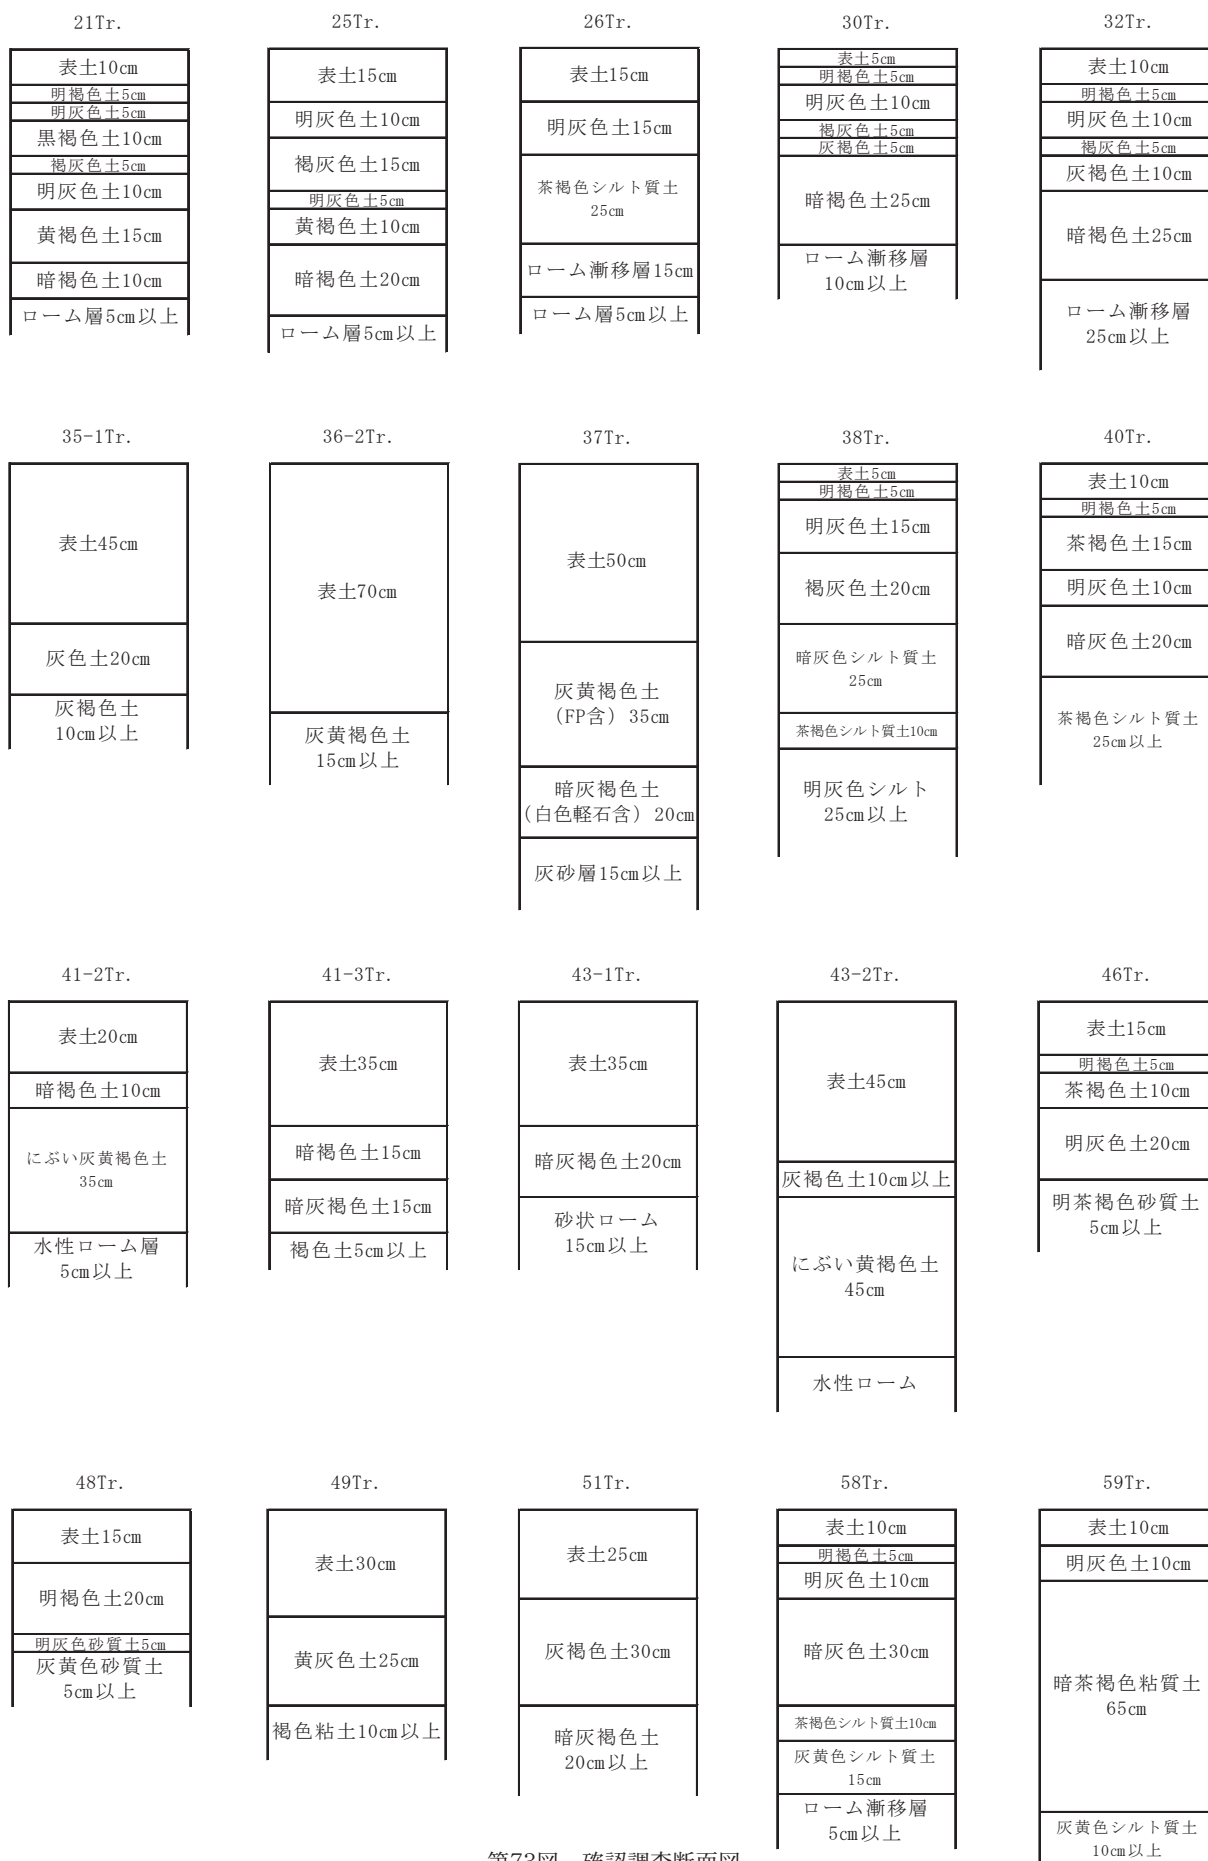 21Tr.
表土10cm
明褐色土5cm
明灰色土5cm
黒褐色土10cm
褐灰色土5cm
明灰色土10cm
黄褐色土15cm
暗褐色土10cm
ローム層5cm以上
25Tr.
表土15cm
明灰色土10cm
褐灰色土15cm
明灰色土5cm
黄褐色土10cm
暗褐色土20cm
ローム層5cm以上
26Tr.
表土15cm
明灰色土15cm
茶褐色シルト質土
25cm
ローム漸移層15cm
ローム層5cm以上
30Tr.
表土5cm
明褐色土5cm
明灰色土10cm
褐灰色土5cm
灰褐色土5cm
暗褐色土25cm
ローム漸移層
10cm以上
32Tr.
表土10cm
明褐色土5cm
明灰色土10cm
褐灰色土5cm
灰褐色土10cm
暗褐色土25cm
ローム漸移層
25cm以上
35-1Tr.
表土45cm
灰色土20cm
灰褐色土
10cm以上
36-2Tr.
表土70cm
灰黄褐色土
15cm以上
37Tr.
表土50cm
灰黄褐色土
（FP含）35cm
暗灰褐色土
（白色軽石含）20cm
灰砂層15cm以上
38Tr.
表土5cm
明褐色土5cm
明灰色土15cm
褐灰色土20cm
暗灰色シルト質土
25cm
茶褐色シルト質土10cm
明灰色シルト
25cm以上
40Tr.
表土10cm
明褐色土5cm
茶褐色土15cm
明灰色土10cm
暗灰色土20cm
茶褐色シルト質土
25cm以上
41-2Tr.
表土20cm
暗褐色土10cm
にぶい灰黄褐色土
35cm
水性ローム層
5cm以上
41-3Tr.
表土35cm
暗褐色土15cm
暗灰褐色土15cm
褐色土5cm以上
43-1Tr.
表土35cm
暗灰褐色土20cm
砂状ローム
15cm以上
43-2Tr.
表土45cm
灰褐色土10cm以上
にぶい黄褐色土
45cm
水性ローム
46Tr.
表土15cm
明褐色土5cm
茶褐色土10cm
明灰色土20cm
明茶褐色砂質土
5cm以上
48Tr.
表土15cm
明褐色土20cm
明灰色砂質土5cm
灰黄色砂質土
5cm以上
49Tr.
表土30cm
黄灰色土25cm
褐色粘土10cm以上
51Tr.
表土25cm
灰褐色土30cm
暗灰褐色土
20cm以上
58Tr.
表土10cm
明褐色土5cm
明灰色土10cm
暗灰色土30cm
茶褐色シルト質土10cm
灰黄色シルト質土
15cm
ローム漸移層
5cm以上
59Tr.
表土10cm
明灰色土10cm
暗茶褐色粘質土
65cm
灰黄色シルト質土
10cm以上
第73図　確認調査断面図